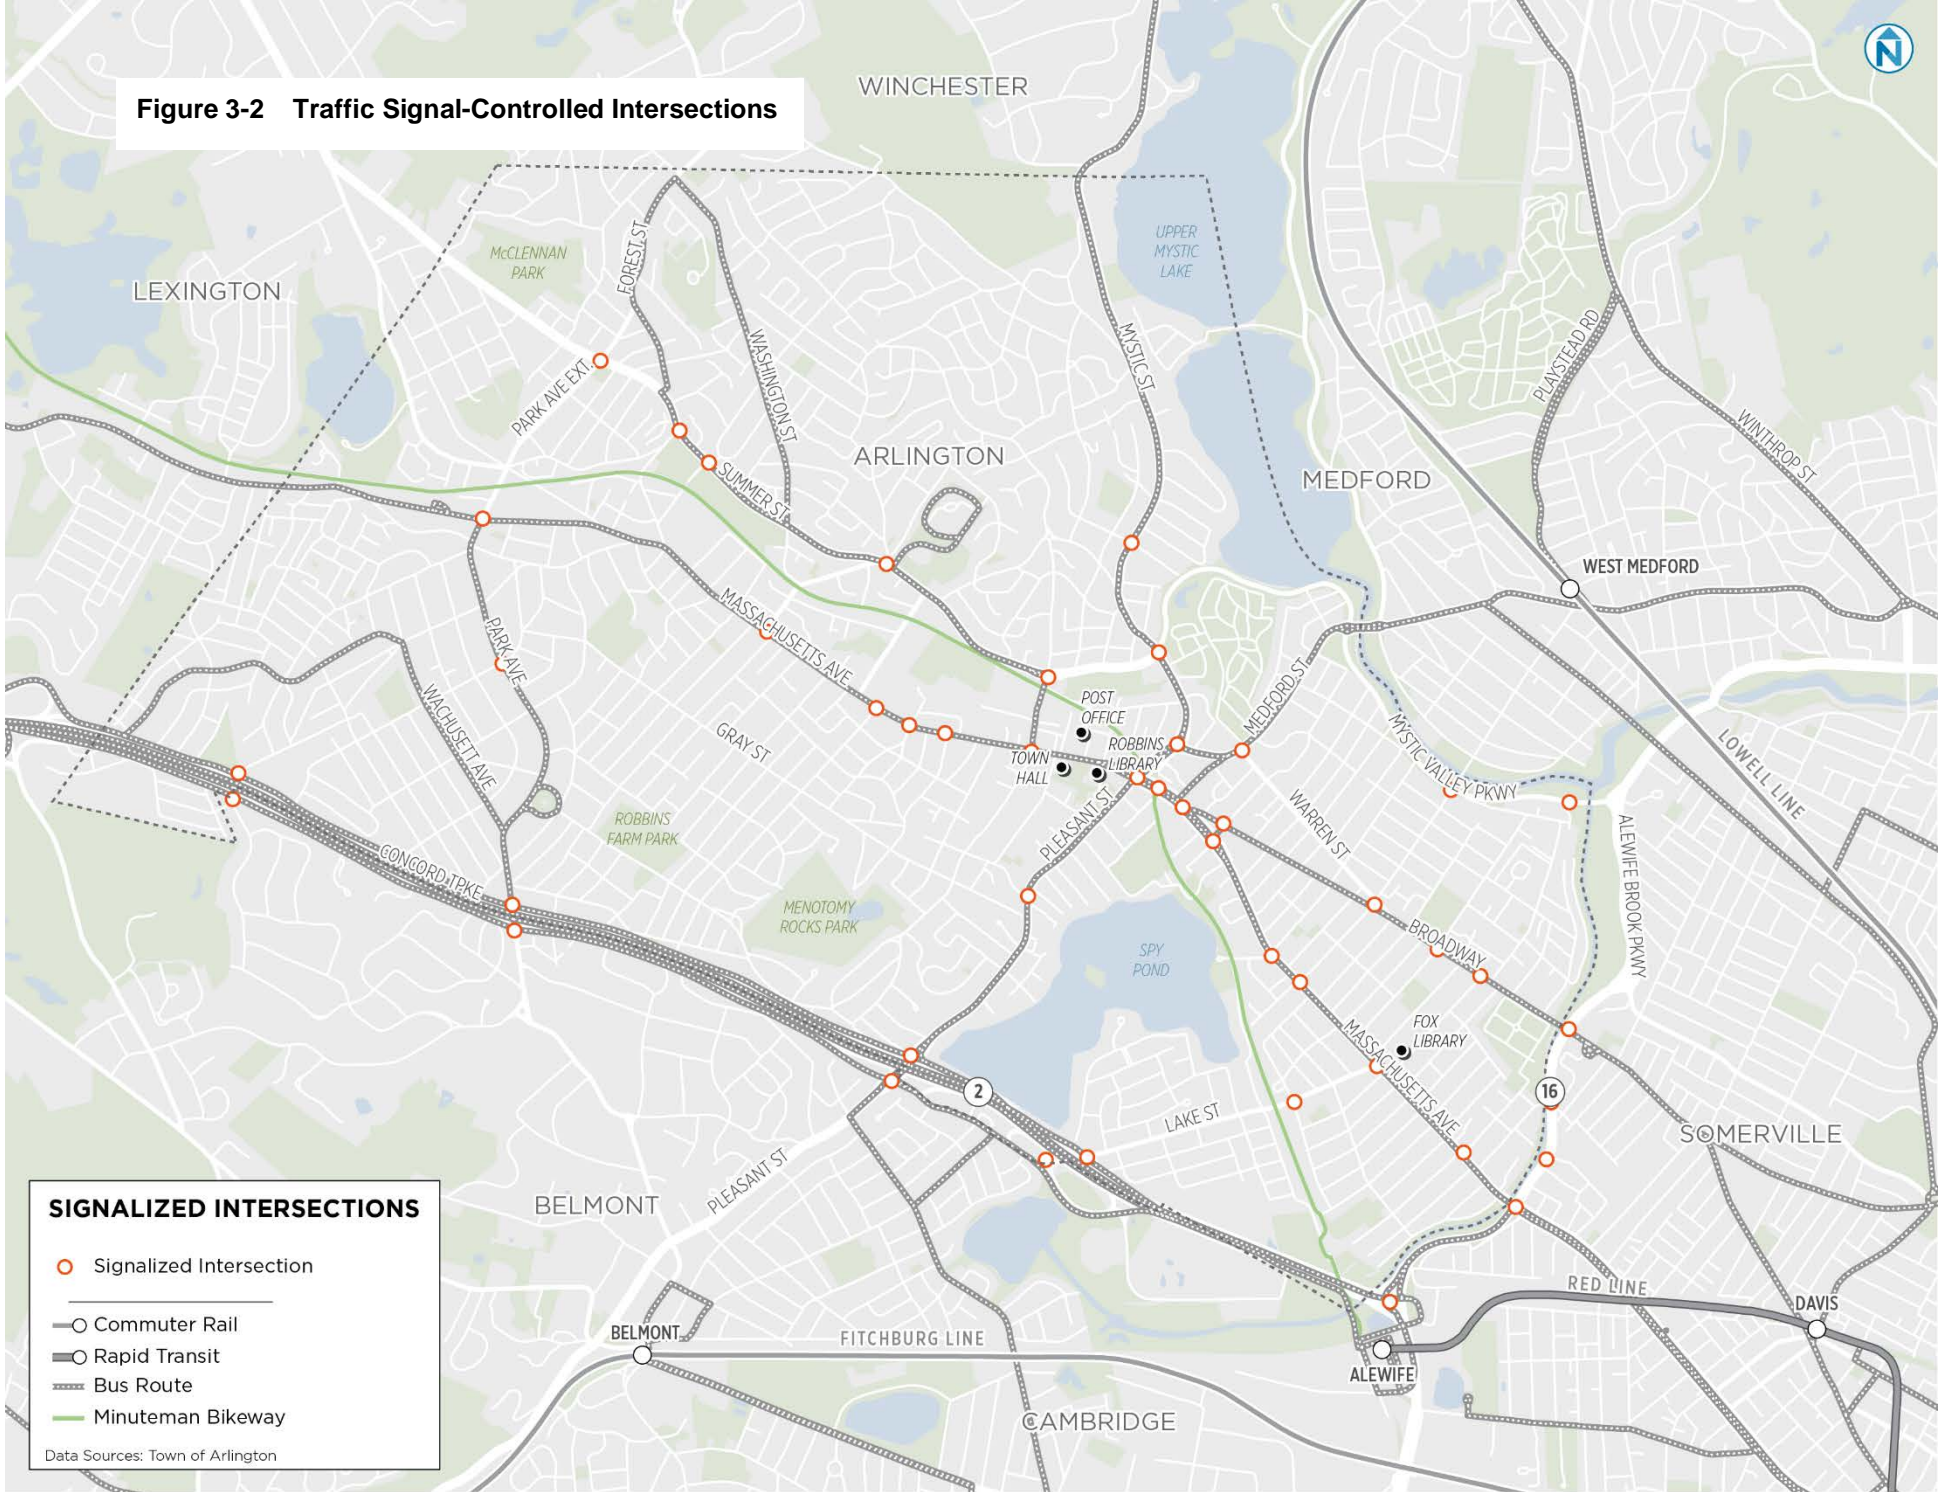 N
WINCHESTER
Figure 3-2 Traffic Signal-Controlled Intersections
UPPER
MYSTIC
LAKE
McCLENNAN
PARK
FOREST ST
LEXINGTON
WASHINGTON ST
MYSTIC ST
PLAYSTEAD RD
PARK AVE EXT.
WINTHROP ST
ARLINGTON
MEDFORD
SUMMER ST
WEST MEDFORD
MASSACHUSETTS AVE
PARK AVE
WACHUSETT AVE
MEDFORD ST
POST
OFFICE
GRAY ST
MYSTIC VALLEY PKWY
LOWELL LINE
ROBBINS
LIBRARY
TOWN
HALL
PLEASANT ST
WARREN ST
ROBBINS
FARM PARK
ALEWIFE BROOK PKWY
CONCORD TPKE
MENOTOMY
ROCKS PARK
BROADWAY
SPY
POND
FOX
LIBRARY
MASSACHUSETTS AVE
2
16
LAKE ST
SOMERVILLE
PLEASANT ST
BELMONT
SIGNALIZED INTERSECTIONS
Signalized Intersection
Commuter Rail
Rapid Transit
Bus Route
Minuteman Bikeway
Data Sources: Town of Arlington
RED LINE
DAVIS
BELMONT
FITCHBURG LINE
ALEWIFE
CAMBRIDGE